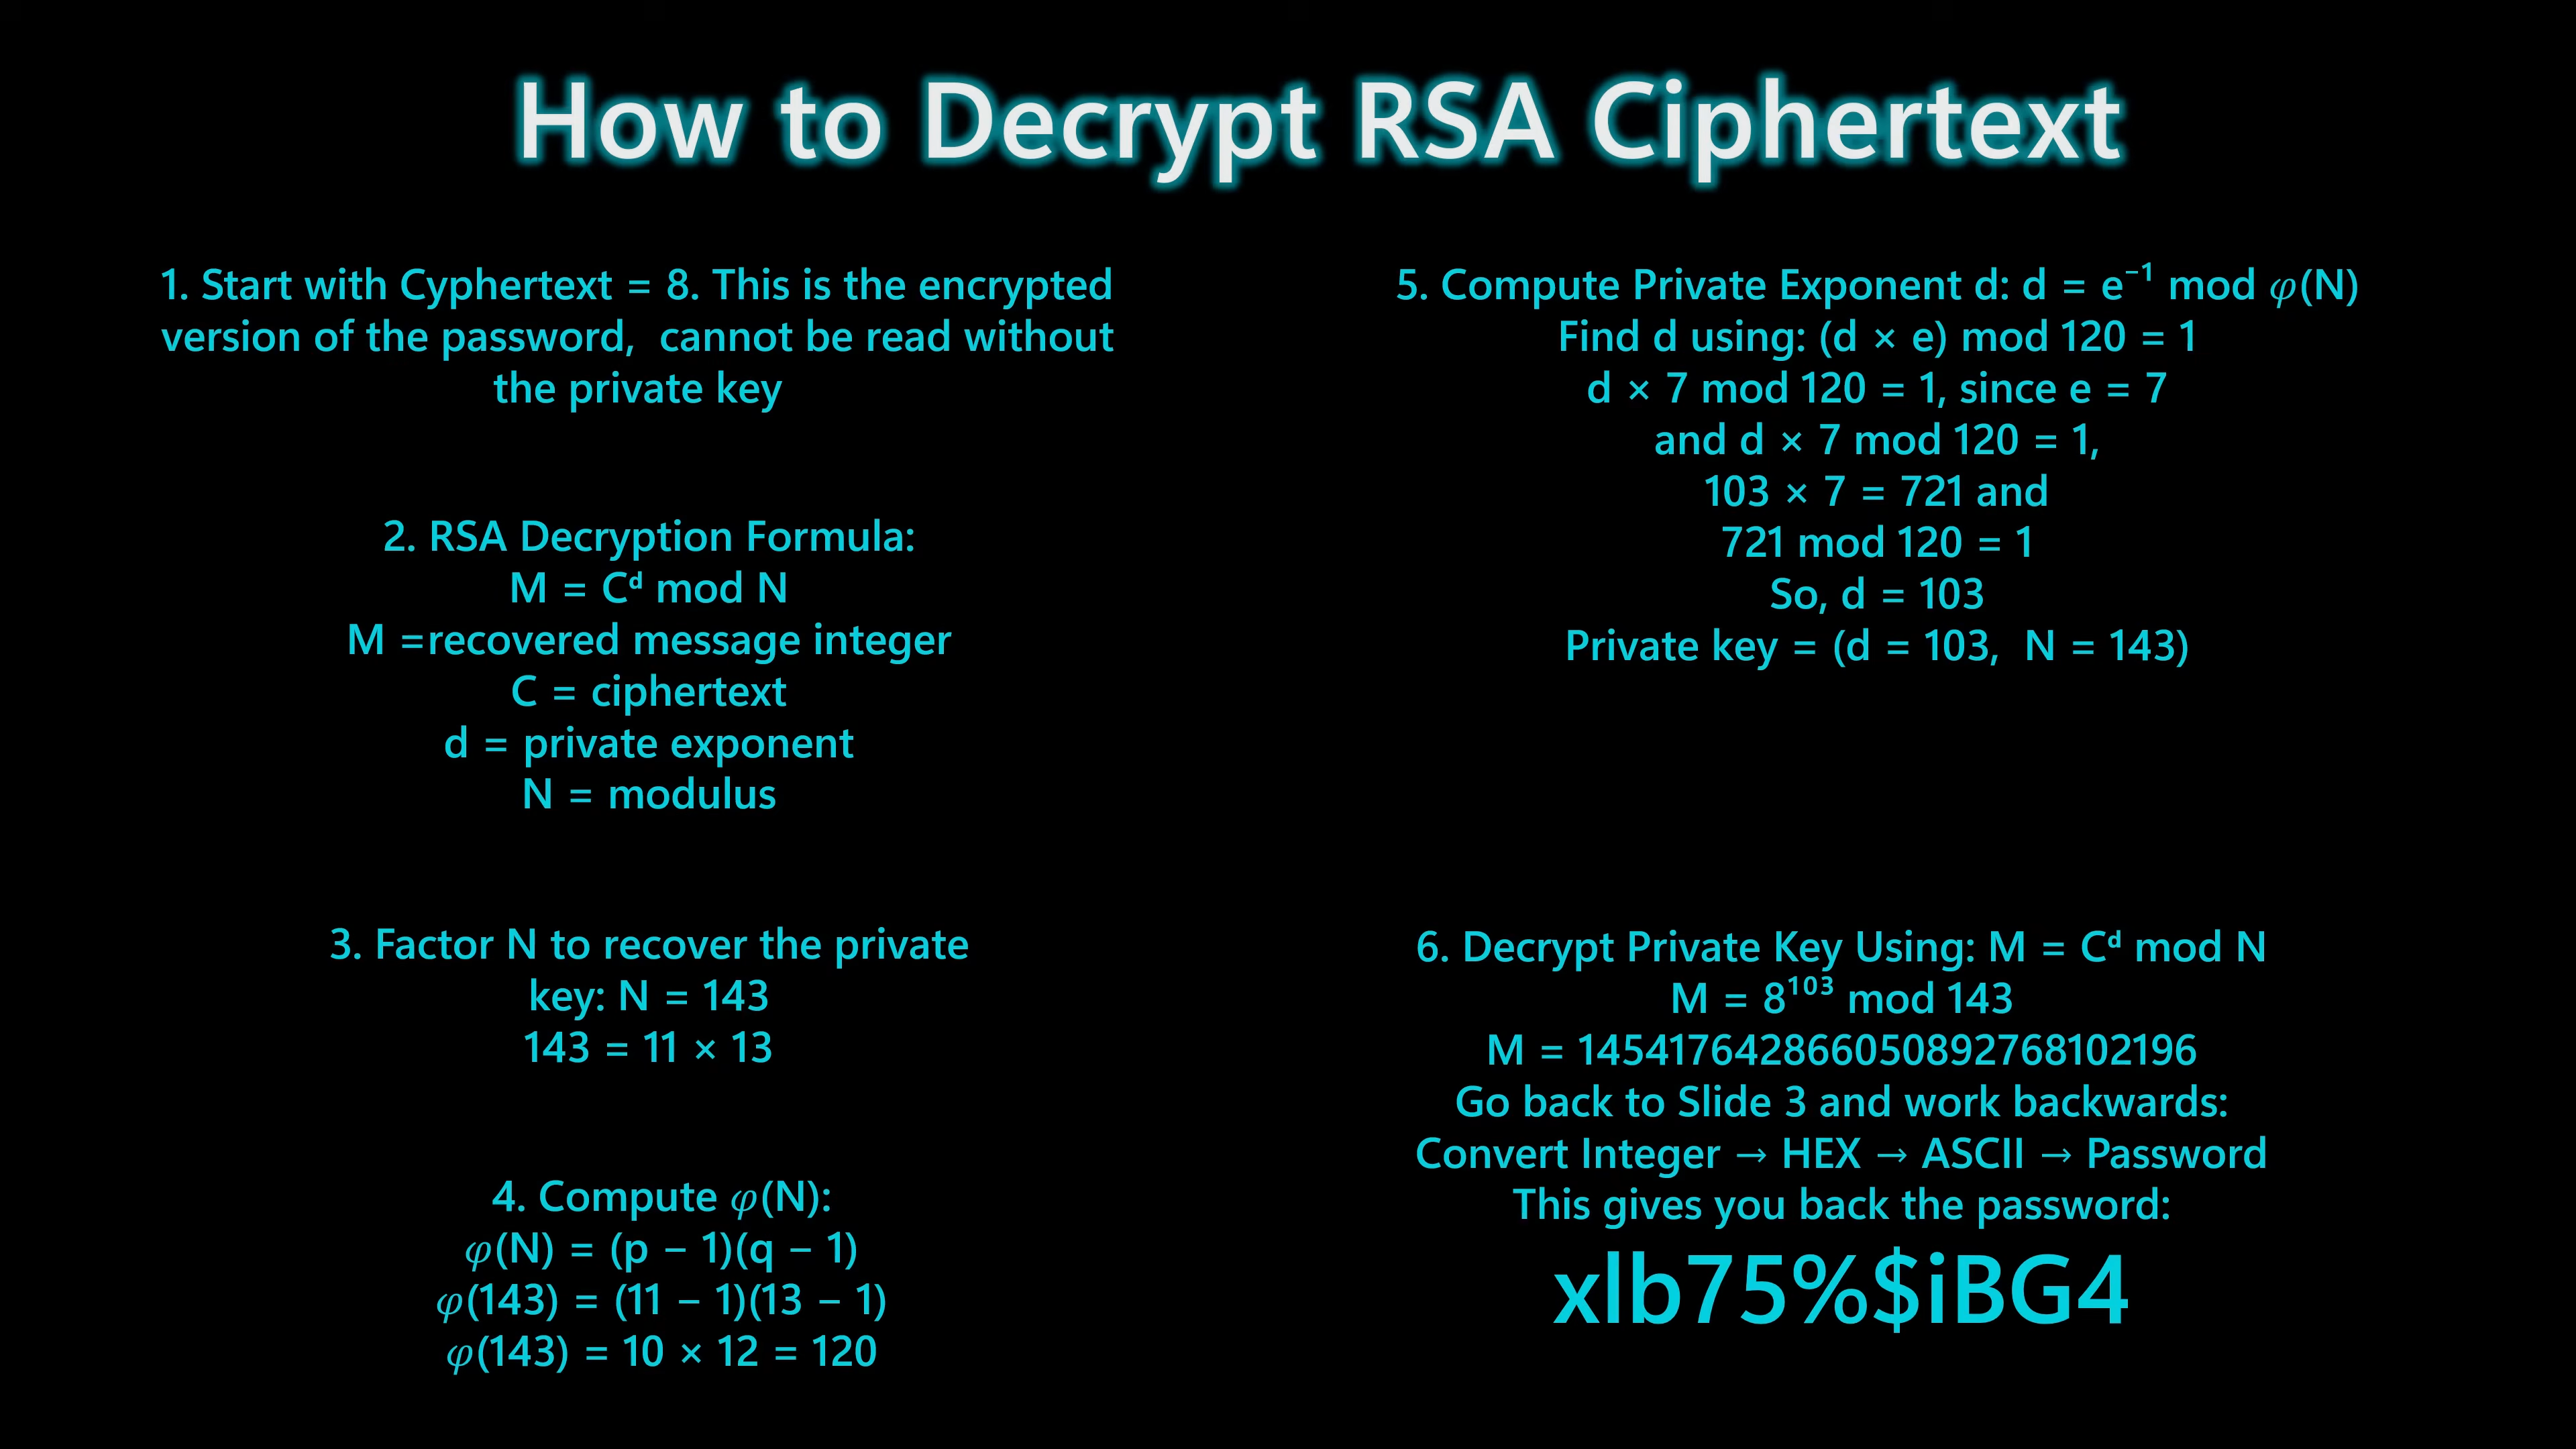 How to Decrypt RSA Ciphertext
1. Start with Cyphertext = 8. This is the encrypted
version of the password,  cannot be read without
the private key
2. RSA Decryption Formula:
M = Cᵈ mod N
M =recovered message integer
C = ciphertext
d = private exponent
N = modulus
3. Factor N to recover the private
key: N = 143
143 = 11 × 13
4. Compute φ(N):
φ(N) = (p − 1)(q − 1)
φ(143) = (11 − 1)(13 − 1)
φ(143) = 10 × 12 = 120
5. Compute Private Exponent d: d = e⁻¹ mod φ(N)
Find d using: (d × e) mod 120 = 1
d × 7 mod 120 = 1, since e = 7
and d × 7 mod 120 = 1,
103 × 7 = 721 and
721 mod 120 = 1
So, d = 103
Private key = (d = 103,  N = 143)
6. Decrypt Private Key Using: M = Cᵈ mod N
M = 8¹⁰³ mod 143
M = 1454176428660508927681​02196
Go back to Slide 3 and work backwards:
Convert Integer → HEX → ASCII → Password
This gives you back the password:
xlb75%$iBG4